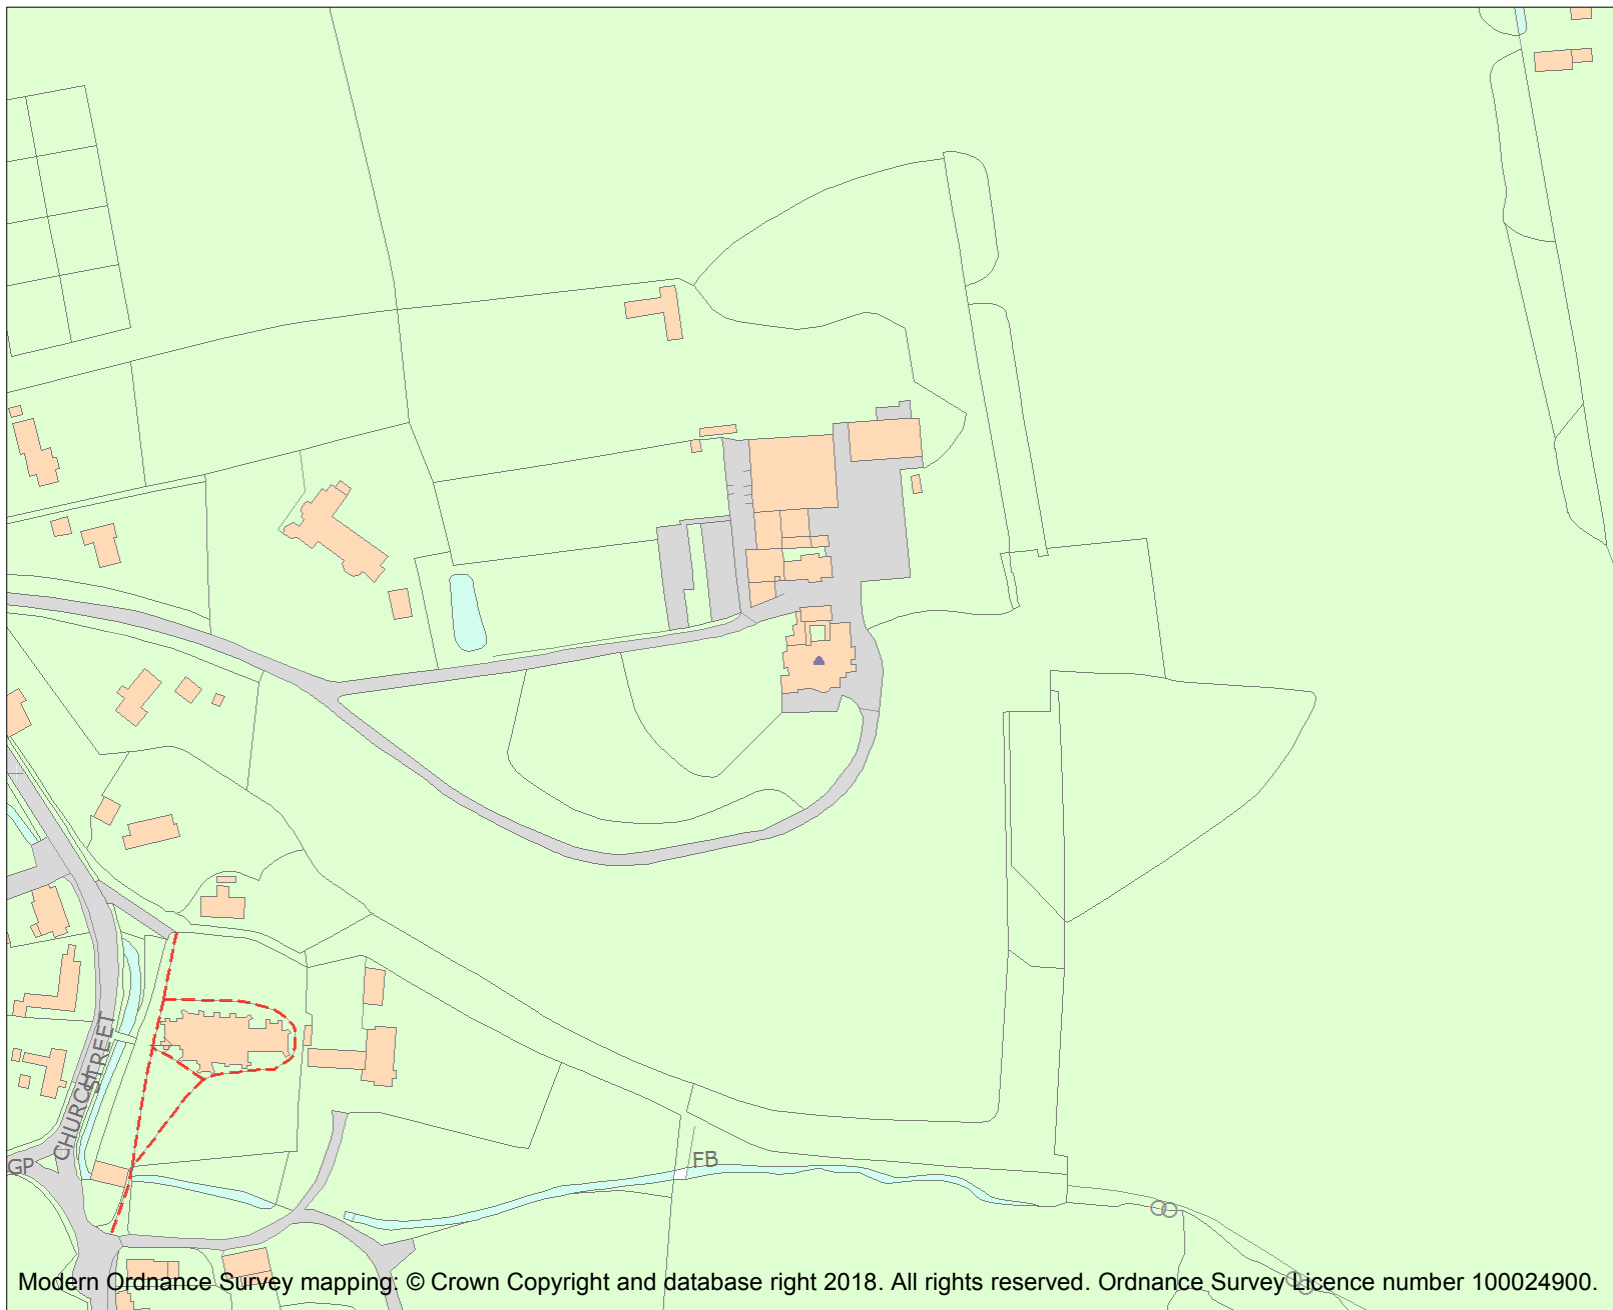 CHURCH STREET
GP
FB
Modern Ordnance Survey mapping: © Crown Copyright and database right 2018. All rights reserved. Ordnance Survey Licence number 100024900.